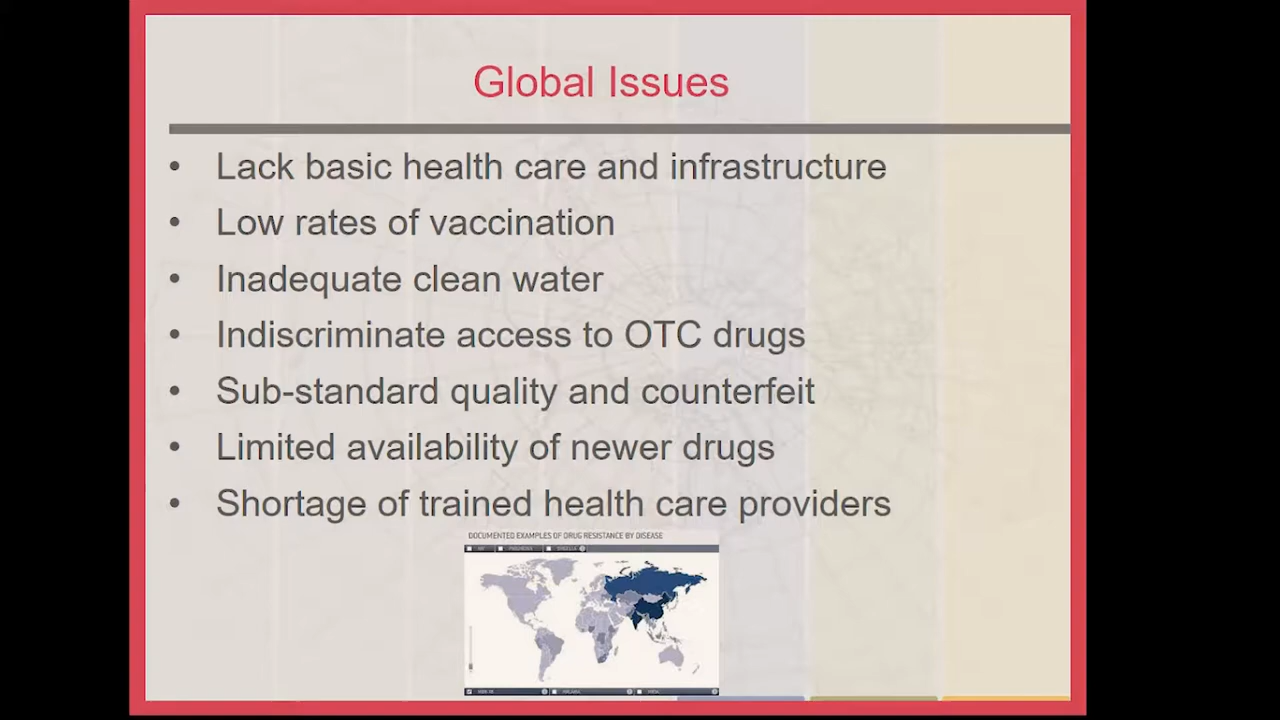 Global Issues
• Lack basic health care and infrastructure
• Low rates of vaccination
• Inadequate clean water
• Indiscriminate access to OTC drugs
• Sub-standard quality and counterfeit
• Limited availability of newer drugs
• Shortage of trained health care providers
DOCUMENTED EXAMPLES OF DRUG RESISTANCE BY DISEASE